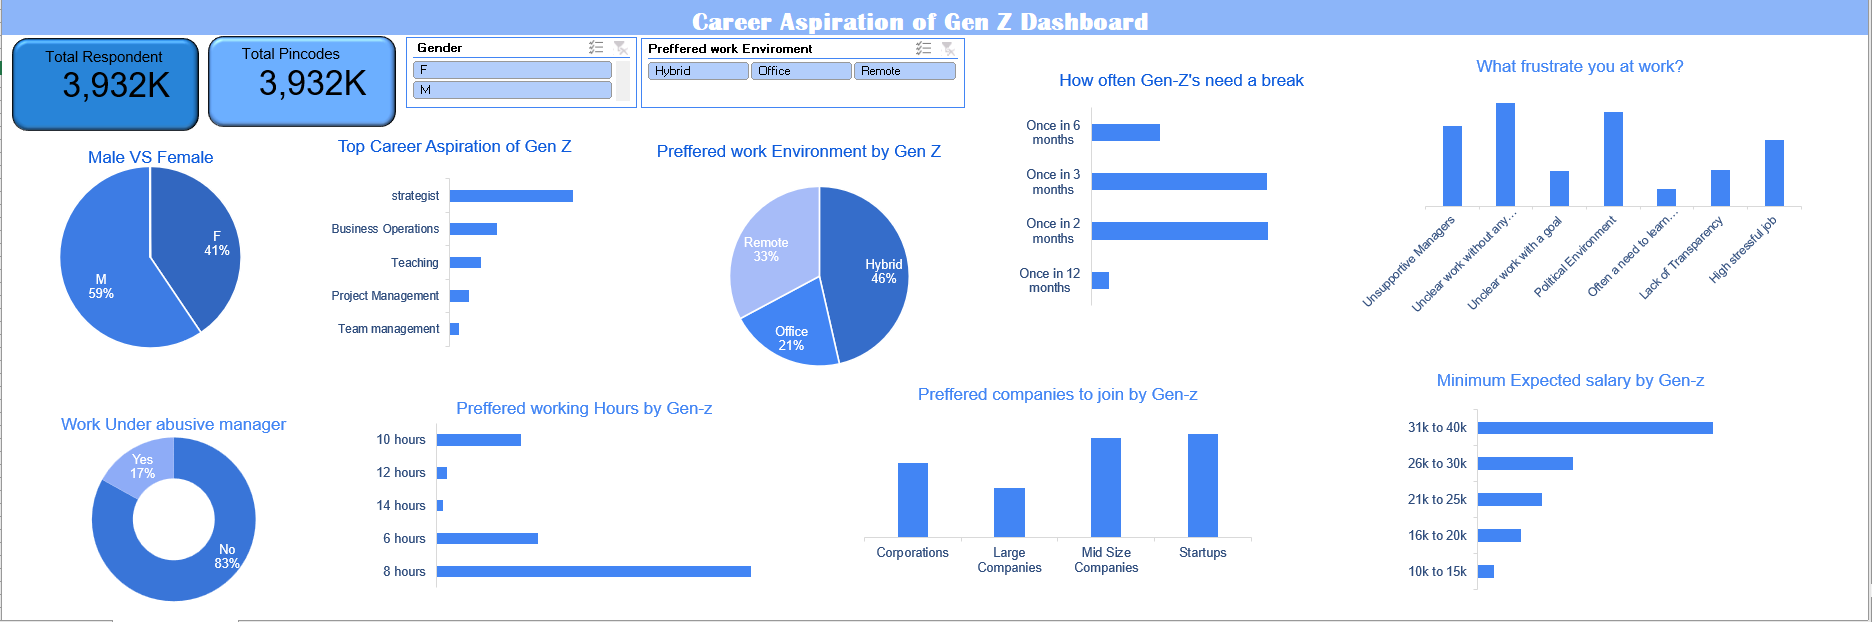 Career Aspiration of Gen Z Dashboard
Total Respondent
3,932K
Total Pincodes
3,932K
Gender
F
M
Preffered work Enviroment
Hybrid
Office
Remote
Male VS Female
F
41%
M
59%
Top Career Aspiration of Gen Z
strategist
Business Operations
Teaching
Project Management
Team management
Preffered work Environment by Gen Z
Remote
33%
Hybrid
46%
Office
21%
How often Gen-Z's need a break
Once in 6
months
Once in 3
months
Once in 2
months
Once in 12
months
What frustrate you at work?
Unsupportive Managers
Unclear work without any...
Unclear work with a goal
Political Environment
Often a need to learn...
Lack of Transparency
High stressful job
Work Under abusive manager
Yes
17%
No
83%
Preffered working Hours by Gen-z
10 hours
12 hours
14 hours
6 hours
8 hours
Preffered companies to join by Gen-z
Corporations
Large
Companies
Mid Size
Companies
Startups
Minimum Expected salary by Gen-z
31k to 40k
26k to 30k
21k to 25k
16k to 20k
10k to 15k